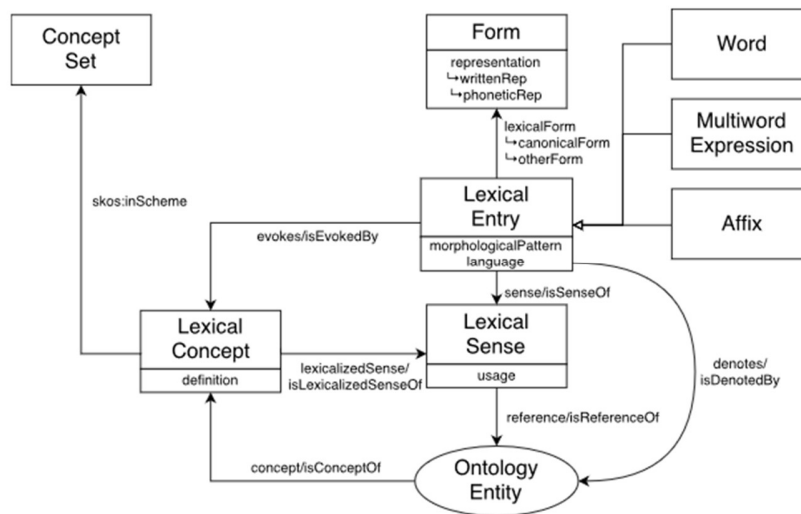 Concept
Set
Form
representation
↳writtenRep
↳phoneticRep
Word
Multiword
Expression
Affix
lexicalForm
↳canonicalForm
↳otherForm
skos:inScheme
Lexical
Entry
morphologicalPattern
language
evokes/isEvokedBy
sense/isSenseOf
Lexical
Concept
definition
lexicalizedSense/
isLexicalizedSenseOf
Lexical
Sense
usage
denotes/
isDenotedBy
reference/isReferenceOf
concept/isConceptOf
Ontology
Entity